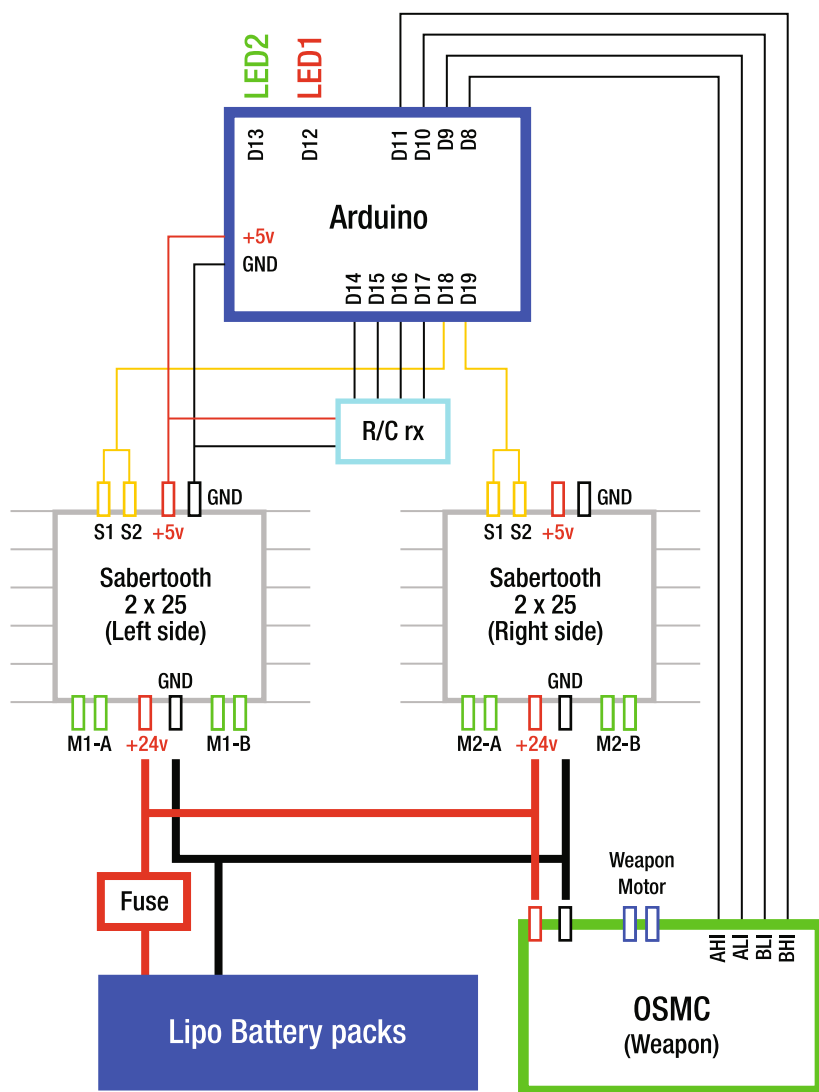 LED2
LED1
D13
D12
D11
D10
D9
D8
Arduino
+5v
GND
D14
D15
D16
D17
D18
D19
R/C rx
S1
S2
+5v
GND
Sabertooth
2 x 25
(Left side)
GND
M1-A
+24v
M1-B
S1
S2
+5v
GND
Sabertooth
2 x 25
(Right side)
GND
M2-A
+24v
M2-B
Fuse
Weapon
Motor
AHI
ALI
BLI
BHI
OSMC
(Weapon)
Lipo Battery packs